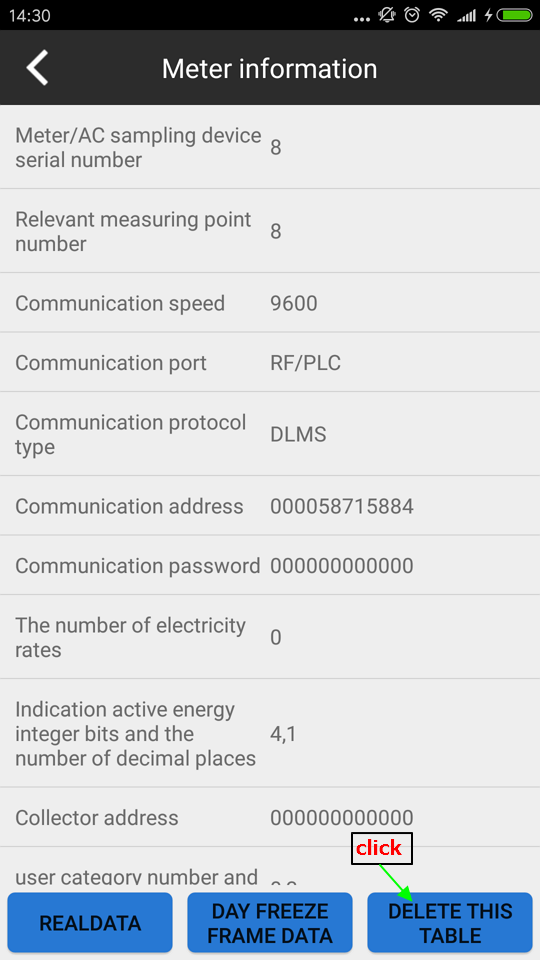 14:30
Meter information
Meter/AC sampling device
serial number
8
Relevant measuring point
number
8
Communication speed
9600
Communication port
RF/PLC
Communication protocol
type
DLMS
Communication address
000058715884
Communication password
000000000000
The number of electricity
rates
0
Indication active energy
integer bits and the
number of decimal places
4,1
Collector address
000000000000
click
user category number and
REALDATA
DAY FREEZE
FRAME DATA
DELETE THIS
TABLE